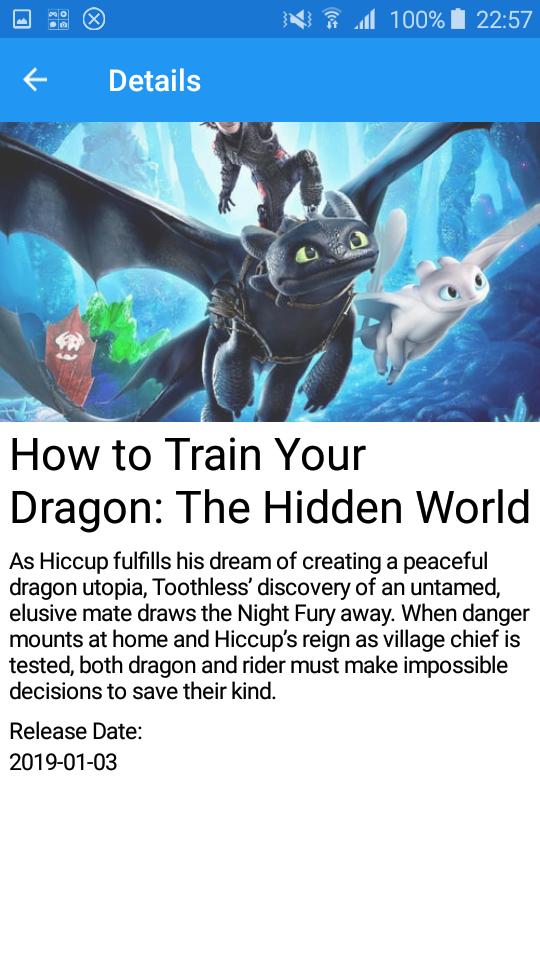 100% 22:57
Details
How to Train Your
Dragon: The Hidden World
As Hiccup fulfills his dream of creating a peaceful
dragon utopia, Toothless’ discovery of an untamed,
elusive mate draws the Night Fury away. When danger
mounts at home and Hiccup’s reign as village chief is
tested, both dragon and rider must make impossible
decisions to save their kind.
Release Date:
2019-01-03